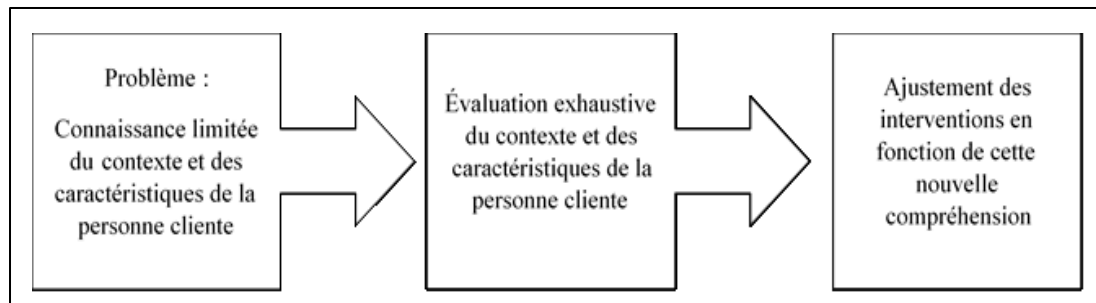 Problème :
Connaissance limitée
du contexte et des
caractéristiques de la
personne cliente
Évaluation exhaustive
du contexte et des
caractéristiques de la
personne cliente
Ajustement des
interventions en
fonction de cette
nouvelle
compréhension